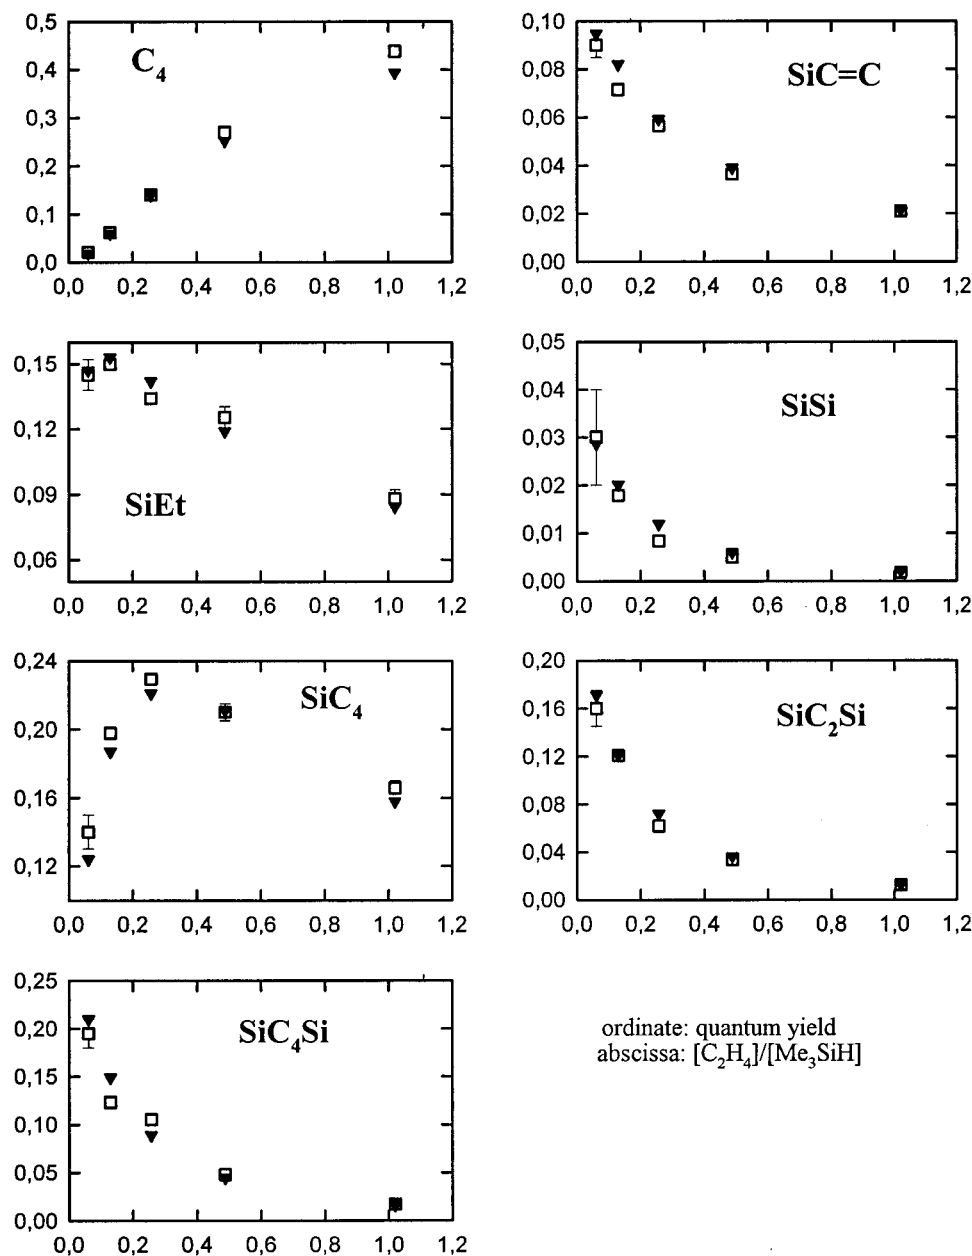 0,5
0,4
0,3
0,2
0,1
0,0
C₄
0,0 0,2 0,4 0,6 0,8 1,0 1,2
0,10
0,08
0,06
0,04
0,02
0,00
SiC=C
0,0 0,2 0,4 0,6 0,8 1,0 1,2
0,15
0,12
0,09
0,06
SiEt
0,0 0,2 0,4 0,6 0,8 1,0 1,2
0,05
0,04
0,03
0,02
0,01
0,00
SiSi
0,0 0,2 0,4 0,6 0,8 1,0 1,2
0,24
0,20
0,16
0,12
SiC₄
0,0 0,2 0,4 0,6 0,8 1,0 1,2
0,20
0,16
0,12
0,08
0,04
0,00
SiC₂Si
0,0 0,2 0,4 0,6 0,8 1,0 1,2
0,25
0,20
0,15
0,10
0,05
0,00
SiC₄Si
0,0 0,2 0,4 0,6 0,8 1,0 1,2
ordinate: quantum yield
abscissa: [C₂H₄]/[Me₃SiH]